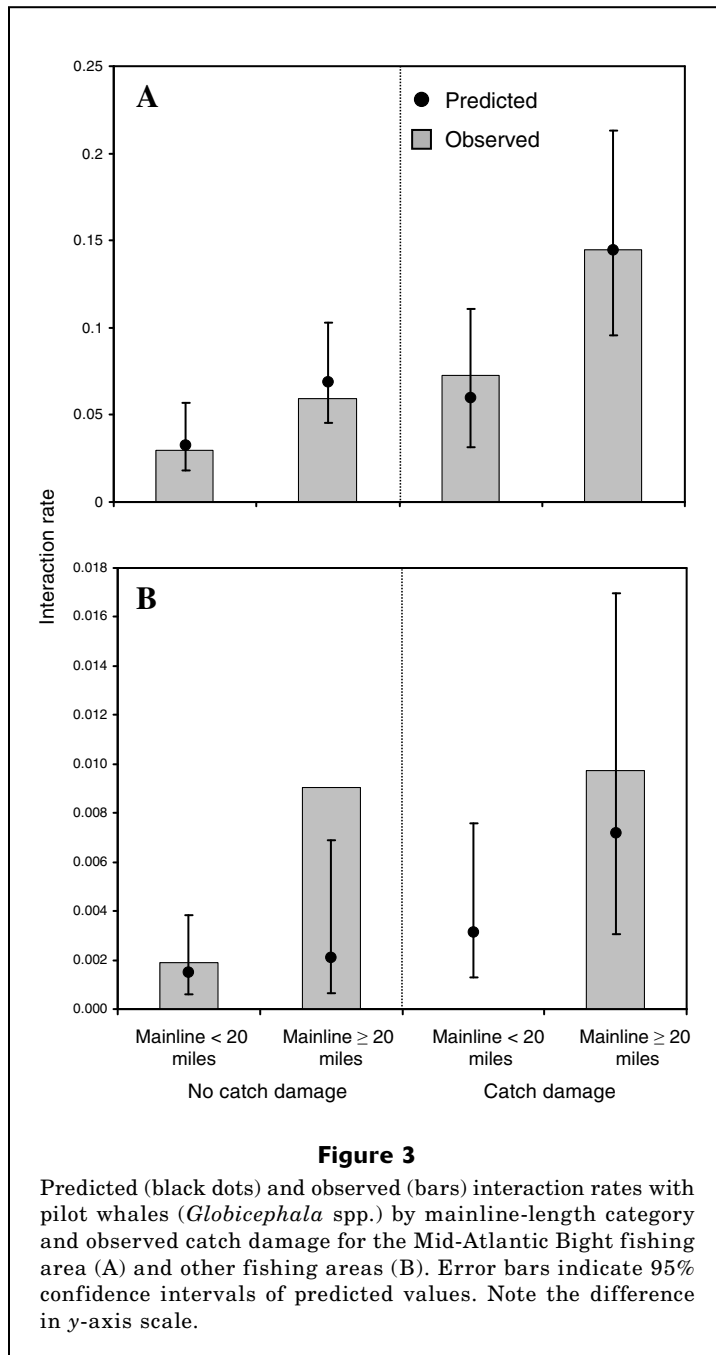 A
Predicted
Observed
0.25
0.2
0.15
0.1
0.05
0
Interaction rate
B
0.018
0.016
0.014
0.012
0.010
0.008
0.006
0.004
0.002
0.000
Mainline < 20 miles
Mainline ≥ 20 miles
Mainline < 20 miles
Mainline ≥ 20 miles
No catch damage
Catch damage
Figure 3
Predicted (black dots) and observed (bars) interaction rates with
pilot whales (Globicephala spp.) by mainline-length category
and observed catch damage for the Mid-Atlantic Bight fishing
area (A) and other fishing areas (B). Error bars indicate 95%
confidence intervals of predicted values. Note the difference
in y-axis scale.